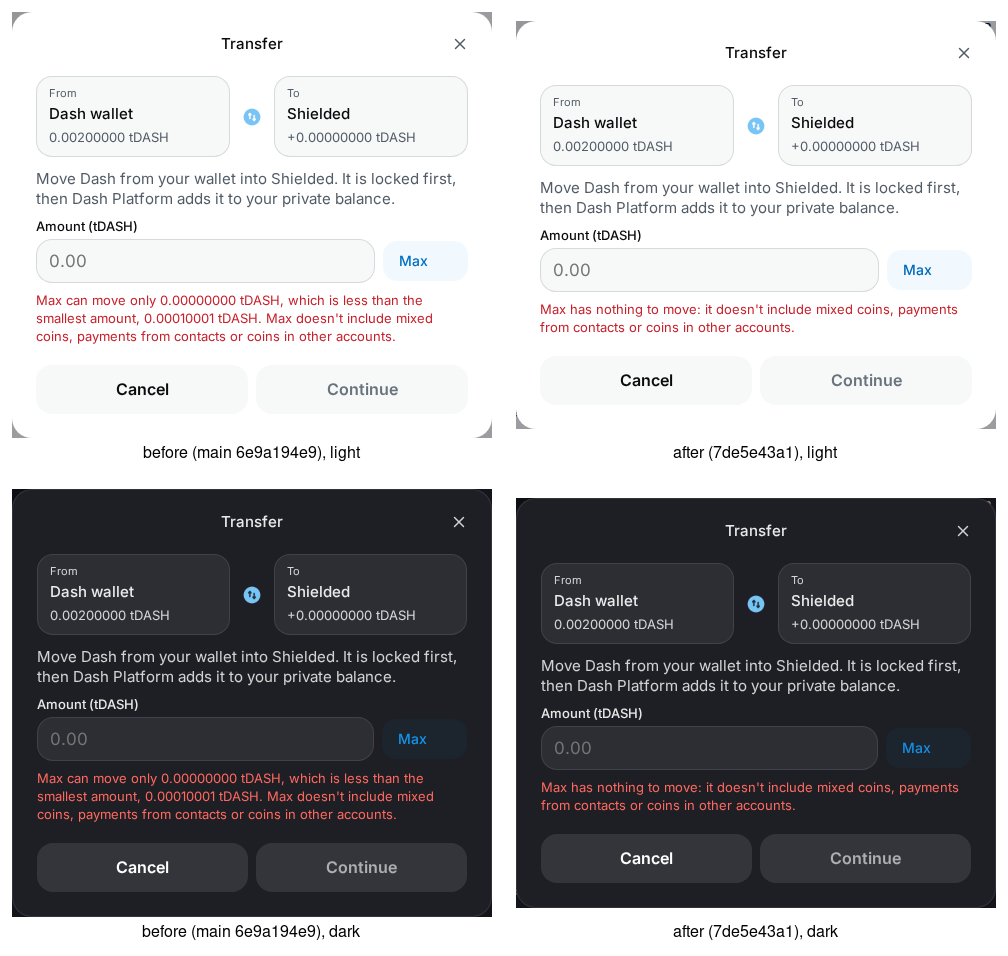 Transfer
From
Dash wallet
0.00200000 tDASH
To
Shielded
+0.00000000 tDASH
Move Dash from your wallet into Shielded. It is locked first,
then Dash Platform adds it to your private balance.
Amount (tDASH)
0.00
Max
Max can move only 0.00000000 tDASH, which is less than the
smallest amount, 0.00010001 tDASH. Max doesn't include mixed
coins, payments from contacts or coins in other accounts.
Cancel
Continue
before (main 6e9a194e9), light
Transfer
From
Dash wallet
0.00200000 tDASH
To
Shielded
+0.00000000 tDASH
Move Dash from your wallet into Shielded. It is locked first,
then Dash Platform adds it to your private balance.
Amount (tDASH)
0.00
Max
Max has nothing to move: it doesn't include mixed coins, payments
from contacts or coins in other accounts.
Cancel
Continue
after (7de5e43a1), light
Transfer
From
Dash wallet
0.00200000 tDASH
To
Shielded
+0.00000000 tDASH
Move Dash from your wallet into Shielded. It is locked first,
then Dash Platform adds it to your private balance.
Amount (tDASH)
0.00
Max
Max can move only 0.00000000 tDASH, which is less than the
smallest amount, 0.00010001 tDASH. Max doesn't include mixed
coins, payments from contacts or coins in other accounts.
Cancel
Continue
before (main 6e9a194e9), dark
Transfer
From
Dash wallet
0.00200000 tDASH
To
Shielded
+0.00000000 tDASH
Move Dash from your wallet into Shielded. It is locked first,
then Dash Platform adds it to your private balance.
Amount (tDASH)
0.00
Max
Max has nothing to move: it doesn't include mixed coins, payments
from contacts or coins in other accounts.
Cancel
Continue
after (7de5e43a1), dark